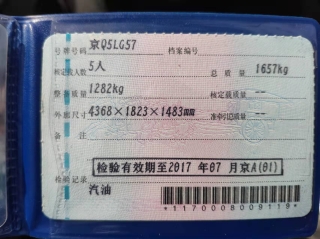 号牌号码 京Q5LG57 档案编号
核定载人数 5人 总质量 1657kg
整备质量 1282kg 核定载质量 --
外廓尺寸 4368×1823×1483mm 准牵引总质量 --
备注
检验有效期至2017 年07 月京A(01)
检验记录
汽油
*1170008009119*